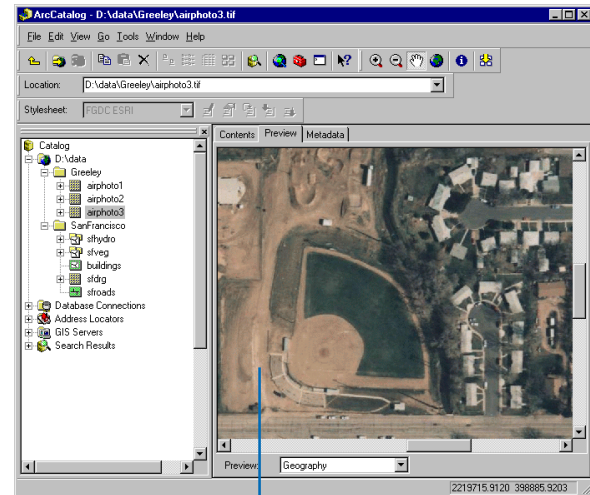 ArcCatalog - D:\data\Greeley\airphoto3.tif
File Edit View Go Tools Window Help
Location: D:\data\Greeley\airphoto3.tif
Stylesheet: FGDC ESRI
Catalog
D:\data
Greeley
airphoto1
airphoto2
airphoto3
SanFrancisco
sfhydro
sfveg
buildings
sfdrg
sfroads
Database Connections
Address Locators
GIS Servers
Search Results
Contents Preview Metadata
Preview: Geography
2219715.9120 398885.9203